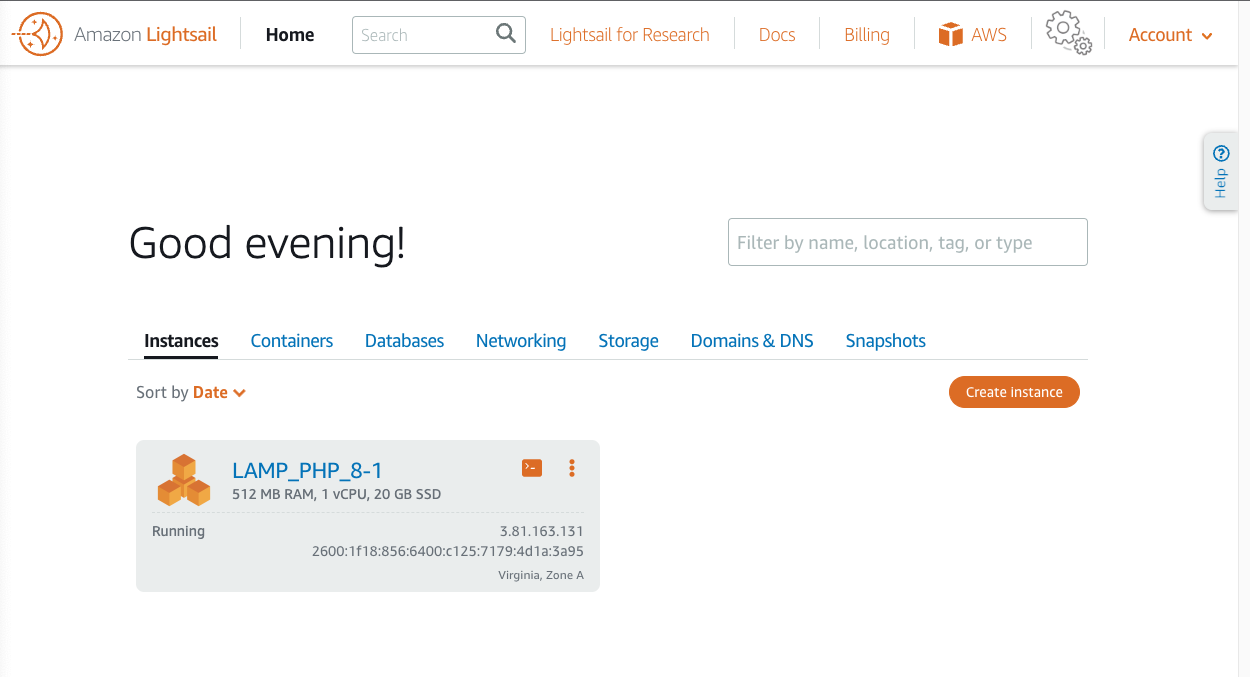 Amazon Lightsail Home Search Lightsail for Research Docs Billing AWS Account
Help
Good evening!
Filter by name, location, tag, or type
Instances Containers Databases Networking Storage Domains & DNS Snapshots
Sort by Date
Create instance
LAMP_PHP_8-1
512 MB RAM, 1 vCPU, 20 GB SSD
Running 3.81.163.131
2600:1f18:856:6400:c125:7179:4d1a:3a95
Virginia, Zone A